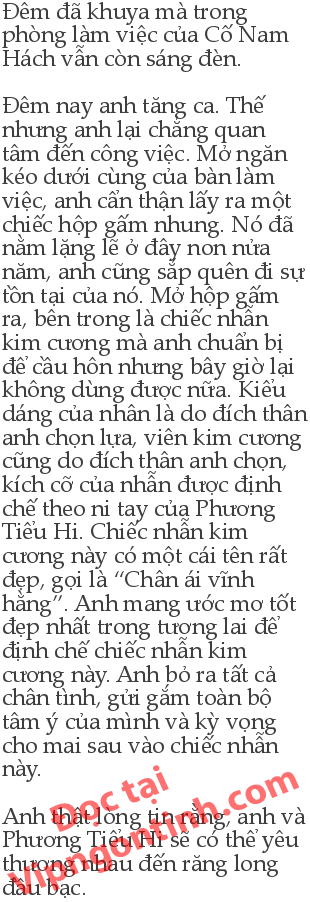 Đêm đã khuya mà trong
phòng làm việc của Cố Nam
Hách vẫn còn sáng đèn.
Đêm nay anh tăng ca. Thế
nhưng anh lại chẳng quan
tâm đến công việc. Mở ngăn
kéo dưới cùng của bàn làm
việc, anh cẩn thận lấy ra một
chiếc hộp gấm nhung. Nó đã
nằm lặng lẽ ở đây non nửa
năm, anh cũng sắp quên đi sự
tồn tại của nó. Mở hộp gấm
ra, bên trong là chiếc nhẫn
kim cương mà anh chuẩn bị
để cầu hôn nhưng bây giờ lại
không dùng được nữa. Kiểu
dáng của nhân là do đích thân
anh chọn lựa, viên kim cương
cũng do đích thân anh chọn,
kích cỡ của nhẫn được định
chế theo ni tay của Phương
Tiểu Hi. Chiếc nhẫn kim
cương này có một cái tên rất
đẹp, gọi là “Chân ái vĩnh
hằng”. Anh mang ước mơ tốt
đẹp nhất trong tương lai để
định chế chiếc nhẫn kim
cương này. Anh bỏ ra tất cả
chân tình, gửi gắm toàn bộ
tâm ý của mình và kỳ vọng
cho mai sau vào chiếc nhẫn
này.
Anh thật lòng tin rằng, anh và
Phương Tiểu Hi sẽ có thể yêu
thương nhau đến răng long
đầu bạc.
Đọc tại
Vipngontinh.com